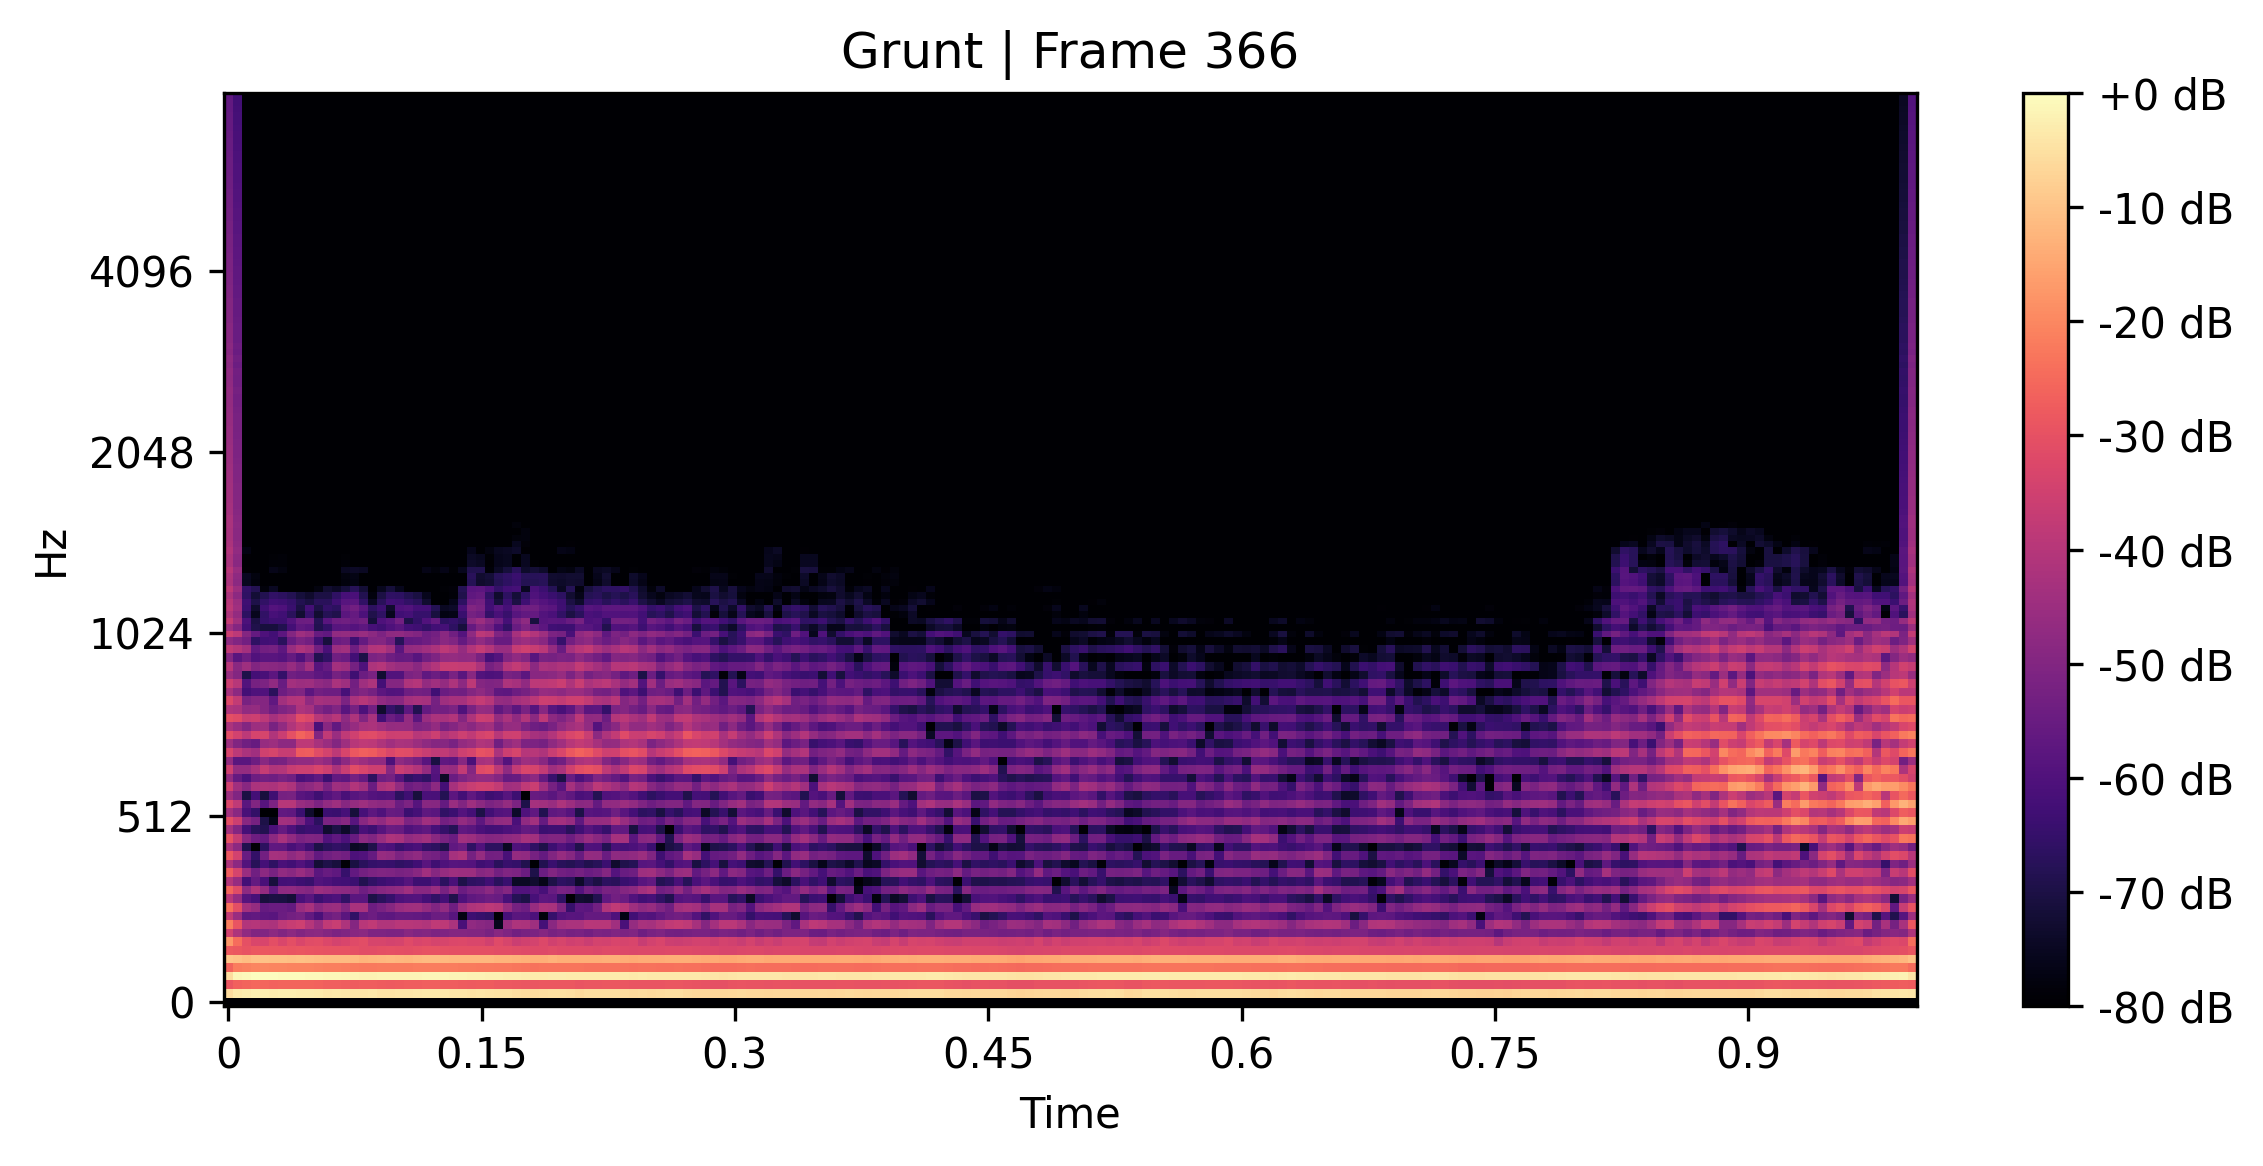 Grunt | Frame 366
+0 dB
-10 dB
-20 dB
-30 dB
-40 dB
-50 dB
-60 dB
-70 dB
-80 dB
Hz
4096
2048
1024
512
0
0 0.15 0.3 0.45 0.6 0.75 0.9
Time